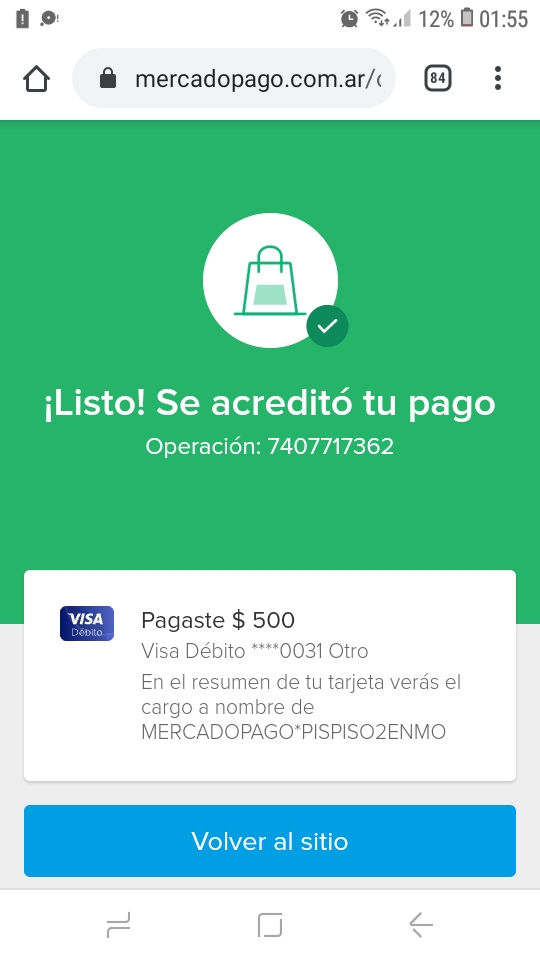 12% 01:55
mercadopago.com.ar/
84
¡Listo! Se acreditó tu pago
Operación: 7407717362
VISA
Débito
Pagaste $ 500
Visa Débito ****0031 Otro
En el resumen de tu tarjeta verás el
cargo a nombre de
MERCADOPAGO*PISPISO2ENMO
Volver al sitio